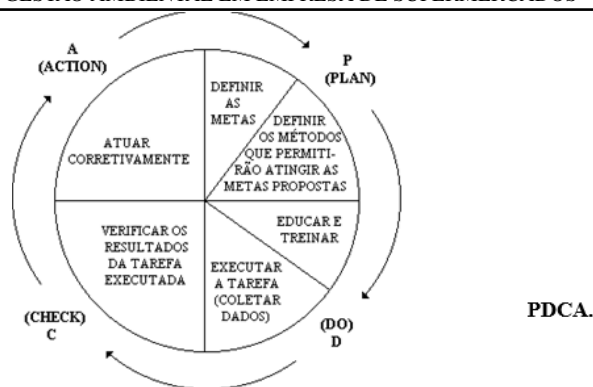 GESTÃO AMBIENTAL EM EMPRESA DE SUPERMERCADOS
A
(ACTION)
P
(PLAN)
DEFINIR
AS
METAS
DEFINIR
OS MÉTODOS
QUE PERMITI-
RÃO ATINGIR AS
METAS PROPOSTAS
ATUAR
CORRETIVAMENTE
EDUCAR E
TREINAR
VERIFICAR OS
RESULTADOS
DA TAREFA
EXECUTADA
EXECUTAR
A TAREFA
(COLETAR
DADOS)
(CHECK)
C
(DO)
D
PDCA.